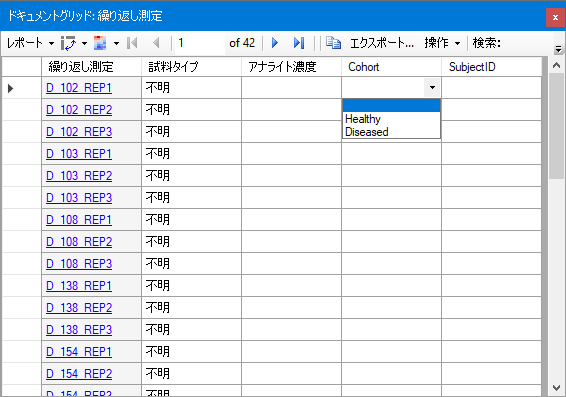 ドキュメントグリッド: 繰り返し測定
レポート 1 of 42 エクスポート... 操作 検索:
繰り返し測定 試料タイプ アナライト濃度 Cohort SubjectID
D_102_REP1 不明
D_102_REP2 不明
Healthy
D_102_REP3 不明
Diseased
D_103_REP1 不明
D_103_REP2 不明
D_103_REP3 不明
D_108_REP1 不明
D_108_REP2 不明
D_108_REP3 不明
D_138_REP1 不明
D_138_REP2 不明
D_138_REP3 不明
D_154_REP1 不明
D_154_REP2 不明
D_154_REP3 不明